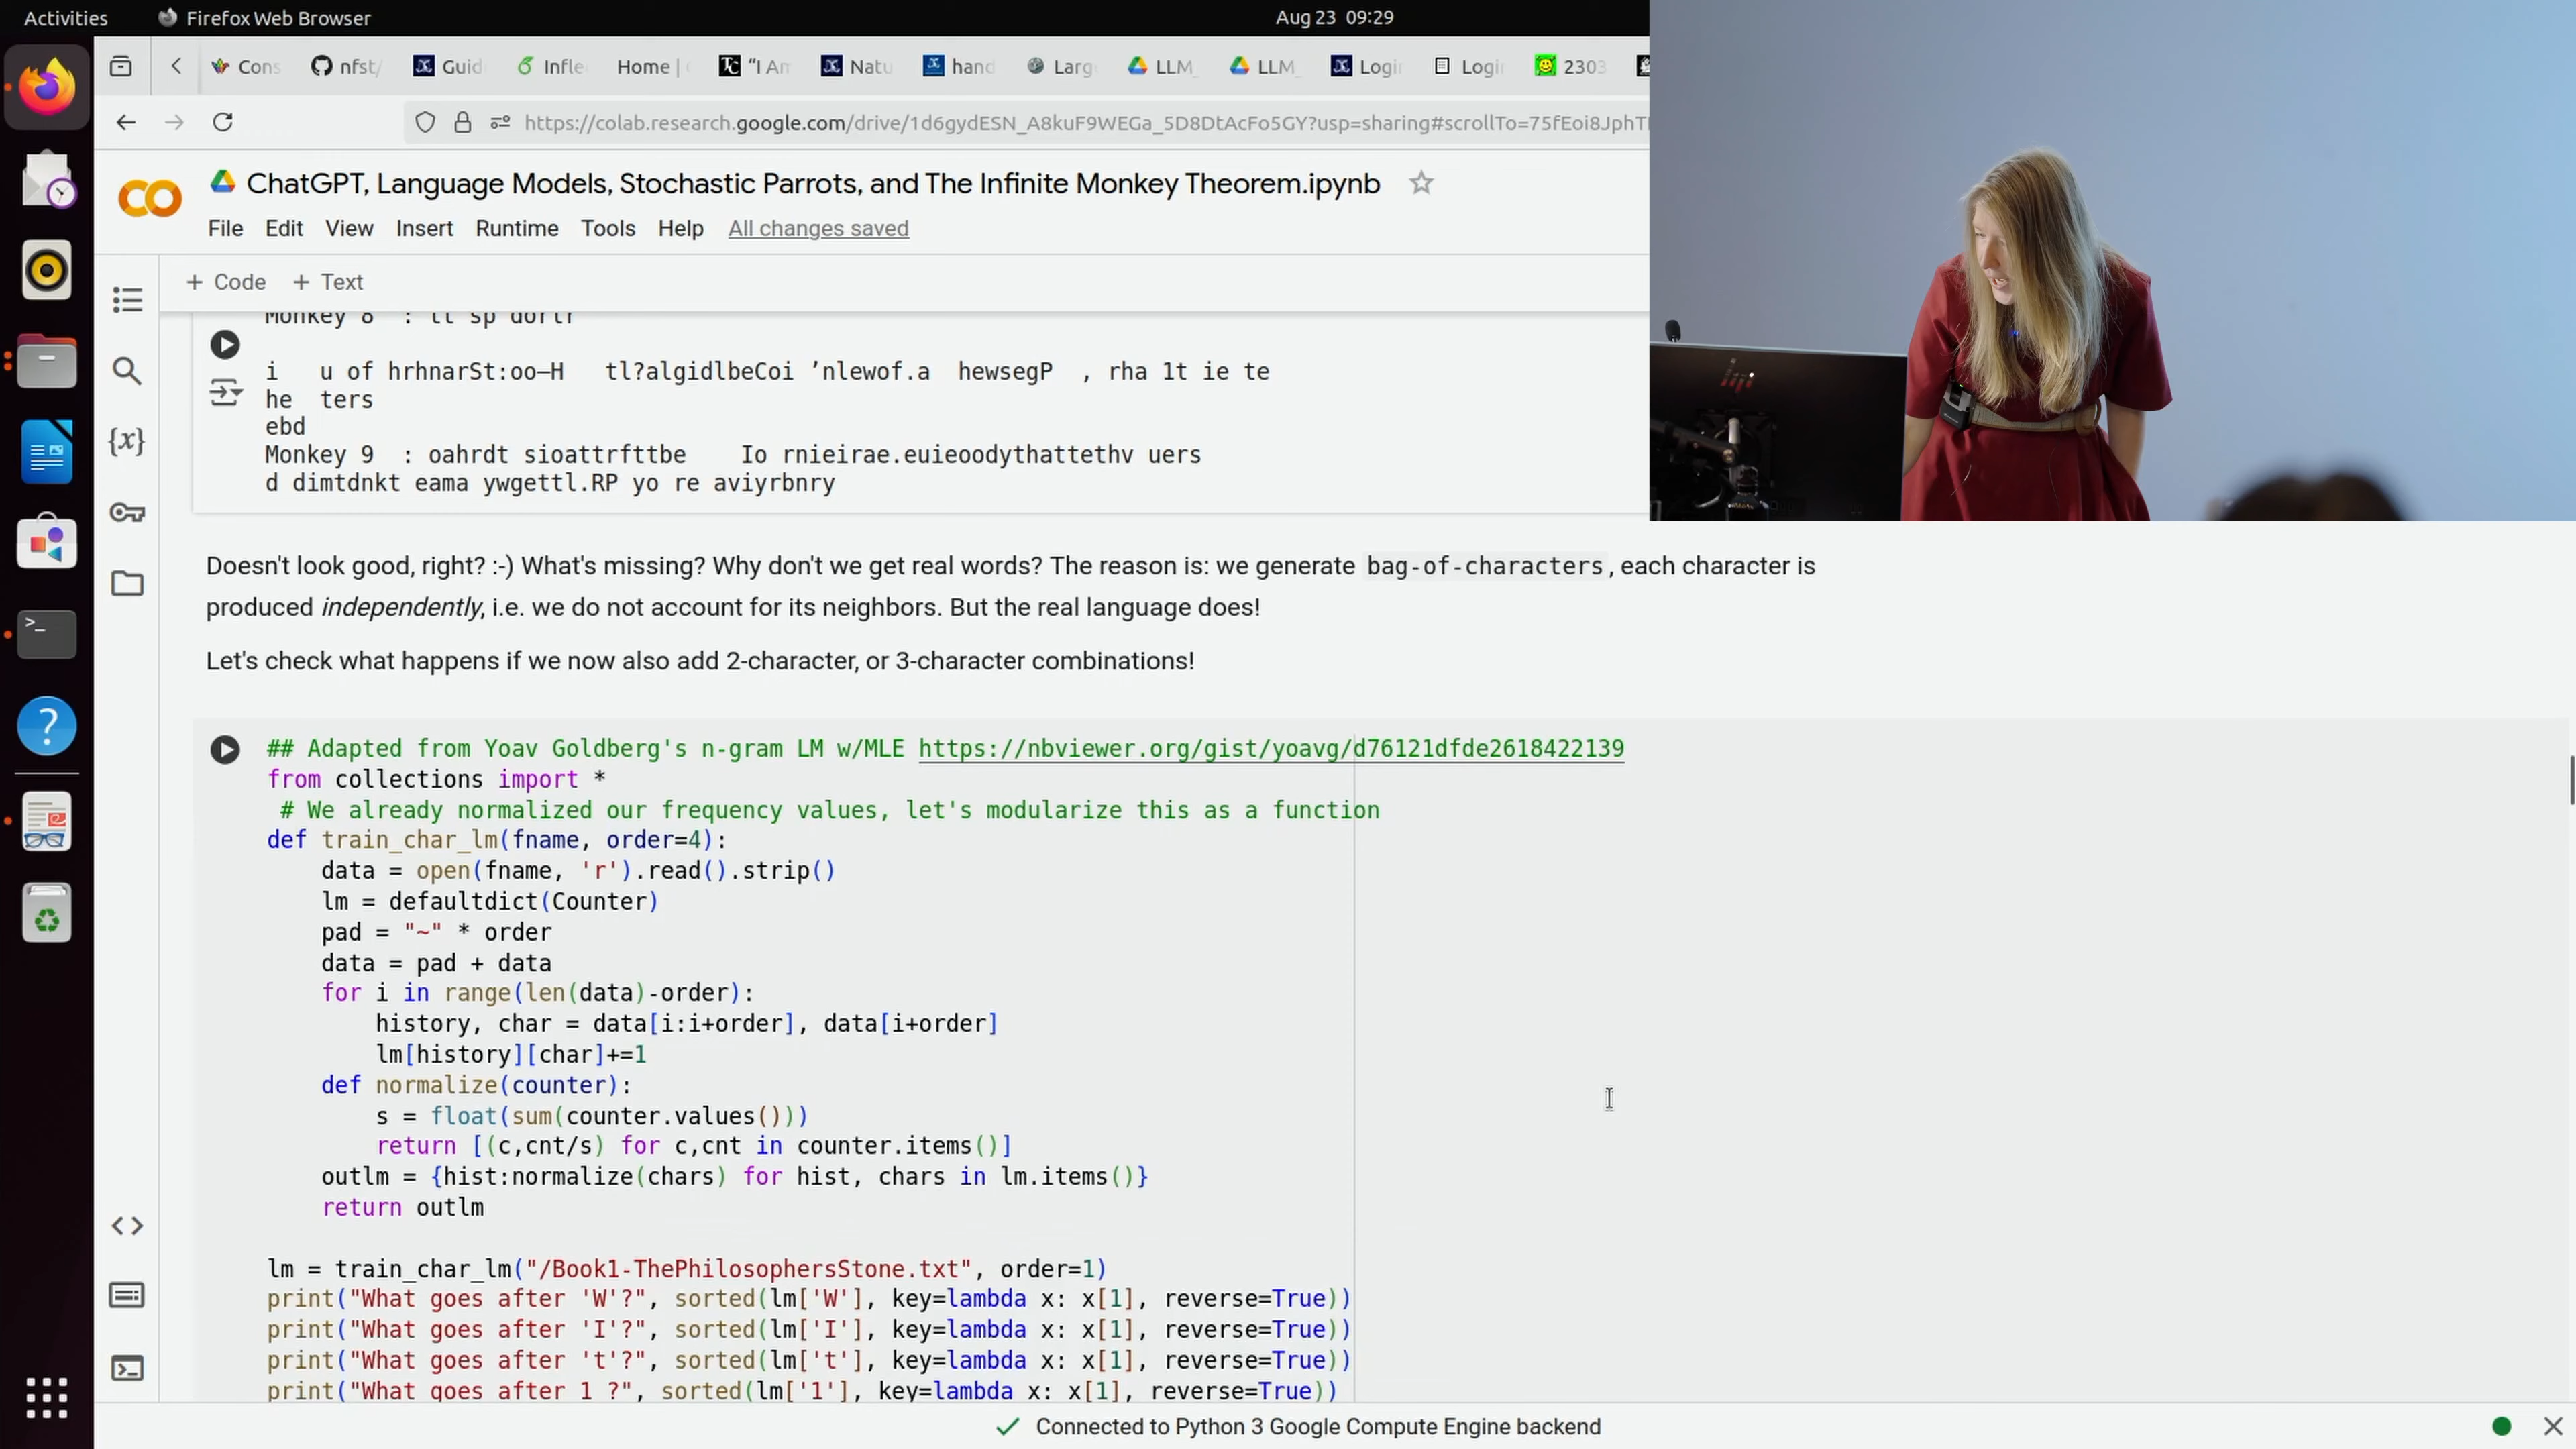 Activities
Firefox Web Browser
Aug 23 09:29
Cons
nfst/
Guid
Infle
Home |
TC
“I Am
Natu
hand
Larg
LLM_
LLM_
Logi
Logi
2303
https://colab.research.google.com/drive/1d6gydESN_A8kuF9WEGa_5D8DtAcFo5GY?usp=sharing#scrollTo=75fEoi8JphT
ChatGPT, Language Models, Stochastic Parrots, and The Infinite Monkey Theorem.ipynb
File Edit View Insert Runtime Tools Help All changes saved
+ Code + Text
Monkey 8 : tt sp dortr
i u of hrhnarSt:oo—H tl?algidlbeCoi ’nlewof.a hewsegP , rha 1t ie te
he ters
ebd
Monkey 9 : oahrdt sioattrfttbe Io rnieirae.euieoodythattethv uers
d dimtdnkt eama ywgettl.RP yo re aviyrbnry
Doesn't look good, right? :-) What's missing? Why don't we get real words? The reason is: we generate bag-of-characters, each character is
produced independently, i.e. we do not account for its neighbors. But the real language does!
Let's check what happens if we now also add 2-character, or 3-character combinations!
## Adapted from Yoav Goldberg's n-gram LM w/MLE https://nbviewer.org/gist/yoavg/d76121dfde2618422139
from collections import *
# We already normalized our frequency values, let's modularize this as a function
def train_char_lm(fname, order=4):
data = open(fname, 'r').read().strip()
lm = defaultdict(Counter)
pad = "~" * order
data = pad + data
for i in range(len(data)-order):
history, char = data[i:i+order], data[i+order]
lm[history][char]+=1
def normalize(counter):
s = float(sum(counter.values()))
return [(c,cnt/s) for c,cnt in counter.items()]
outlm = {hist:normalize(chars) for hist, chars in lm.items()}
return outlm
lm = train_char_lm("/Book1-ThePhilosophersStone.txt", order=1)
print("What goes after 'W'?", sorted(lm['W'], key=lambda x: x[1], reverse=True))
print("What goes after 'I'?", sorted(lm['I'], key=lambda x: x[1], reverse=True))
print("What goes after 't'?", sorted(lm['t'], key=lambda x: x[1], reverse=True))
print("What goes after 1 ?", sorted(lm['1'], key=lambda x: x[1], reverse=True))
Connected to Python 3 Google Compute Engine backend